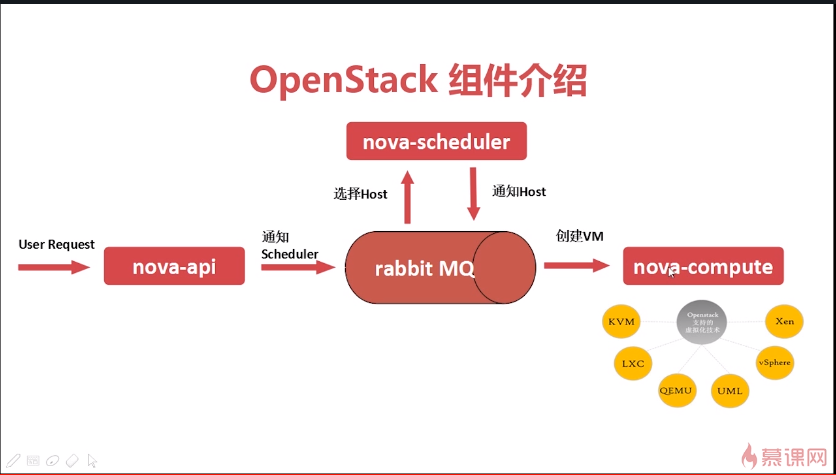 OpenStack 组件介绍
nova-scheduler
选择Host
通知Host
User Request
nova-api
通知
Scheduler
rabbit MQ
创建VM
nova-compute
KVM
Openstack
支持的
虚拟化技术
Xen
LXC
vSphere
QEMU
UML
慕课网